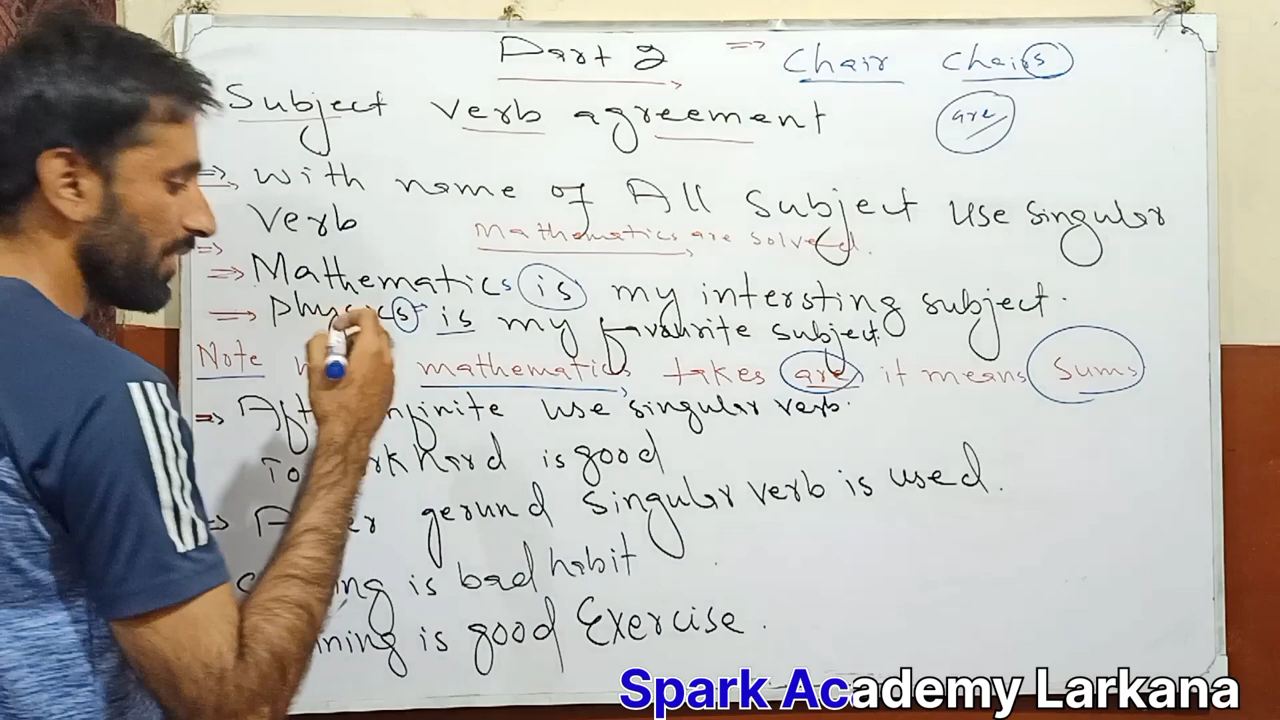 Part 2 => Chair Chairs
Subject verb agreement are
=> With name of All Subject Use Singular
Verb
Mathematics are solved.
=> Mathematics is my intersting subject.
=> Physics is my favourite subject.
Note mathematics takes are it means Sums
=> infinite use singular verb.
To Hard is good
=> gerund Singular verb is used.
is bad habit
is good Exercise.
Spark Academy Larkana